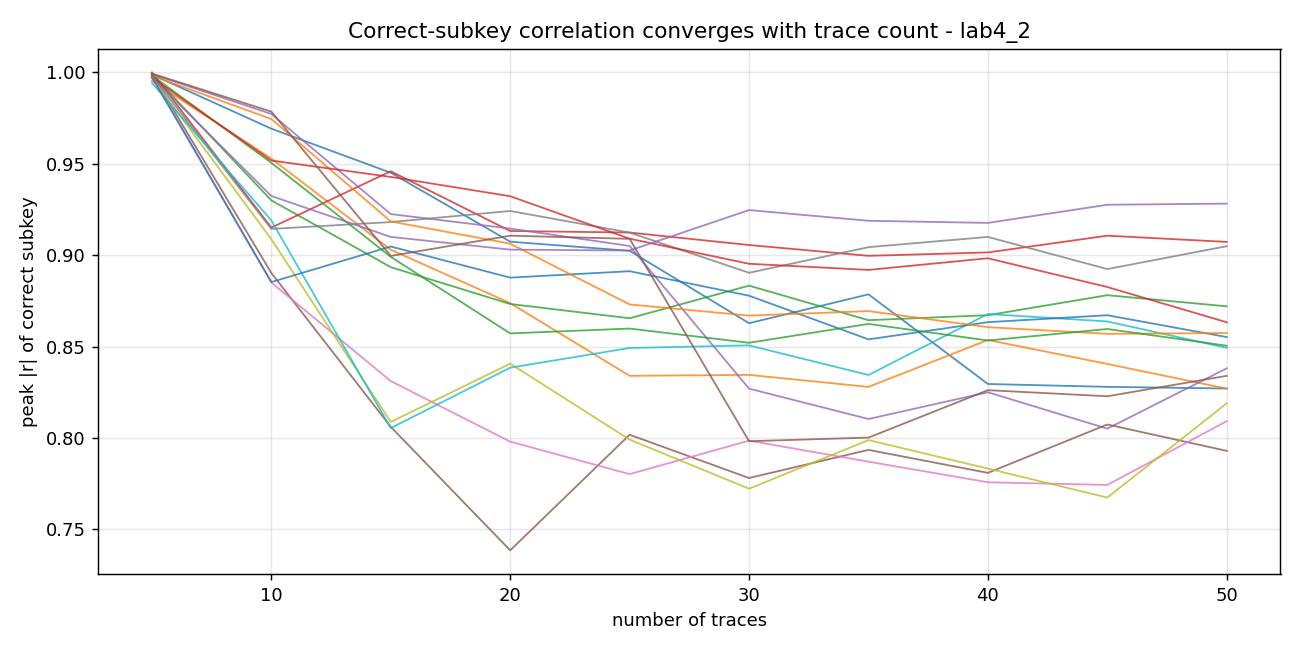 Correct-subkey correlation converges with trace count - lab4_2
1.00
0.95
0.90
0.85
0.80
0.75
peak |r| of correct subkey
10 20 30 40 50
number of traces